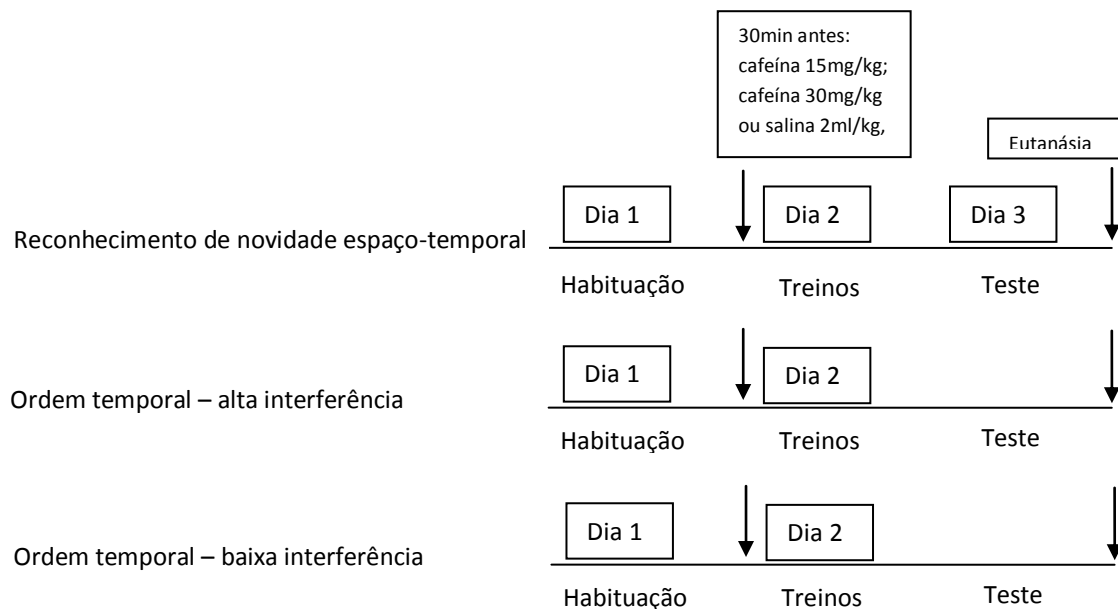 30min antes:
cafeína 15mg/kg;
cafeína 30mg/kg
ou salina 2ml/kg,
Eutanásia
Reconhecimento de novidade espaço-temporal
Dia 1
Dia 2
Dia 3
Habituação
Treinos
Teste
Ordem temporal – alta interferência
Dia 1
Dia 2
Habituação
Treinos
Teste
Ordem temporal – baixa interferência
Dia 1
Dia 2
Habituação
Treinos
Teste